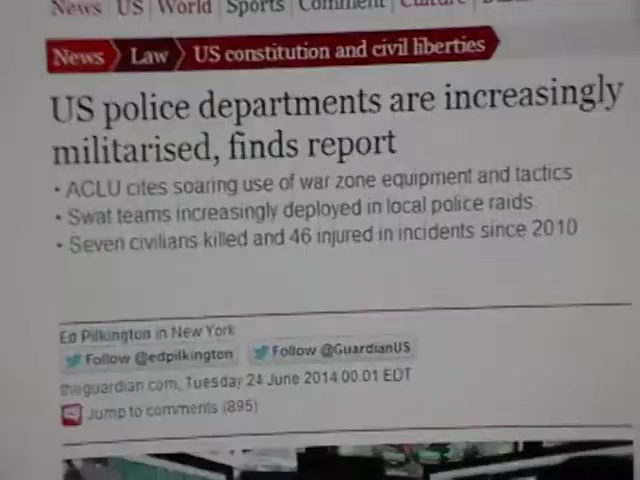 News US World Sports Comment Culture
News Law US constitution and civil liberties
US police departments are increasingly
militarised, finds report
• ACLU cites soaring use of war zone equipment and tactics
• Swat teams increasingly deployed in local police raids
• Seven civilians killed and 46 injured in incidents since 2010
Ed Pilkington in New York
Follow @edpilkington Follow @GuardianUS
theguardian.com, Tuesday 24 June 2014 00.01 EDT
Jump to comments (895)